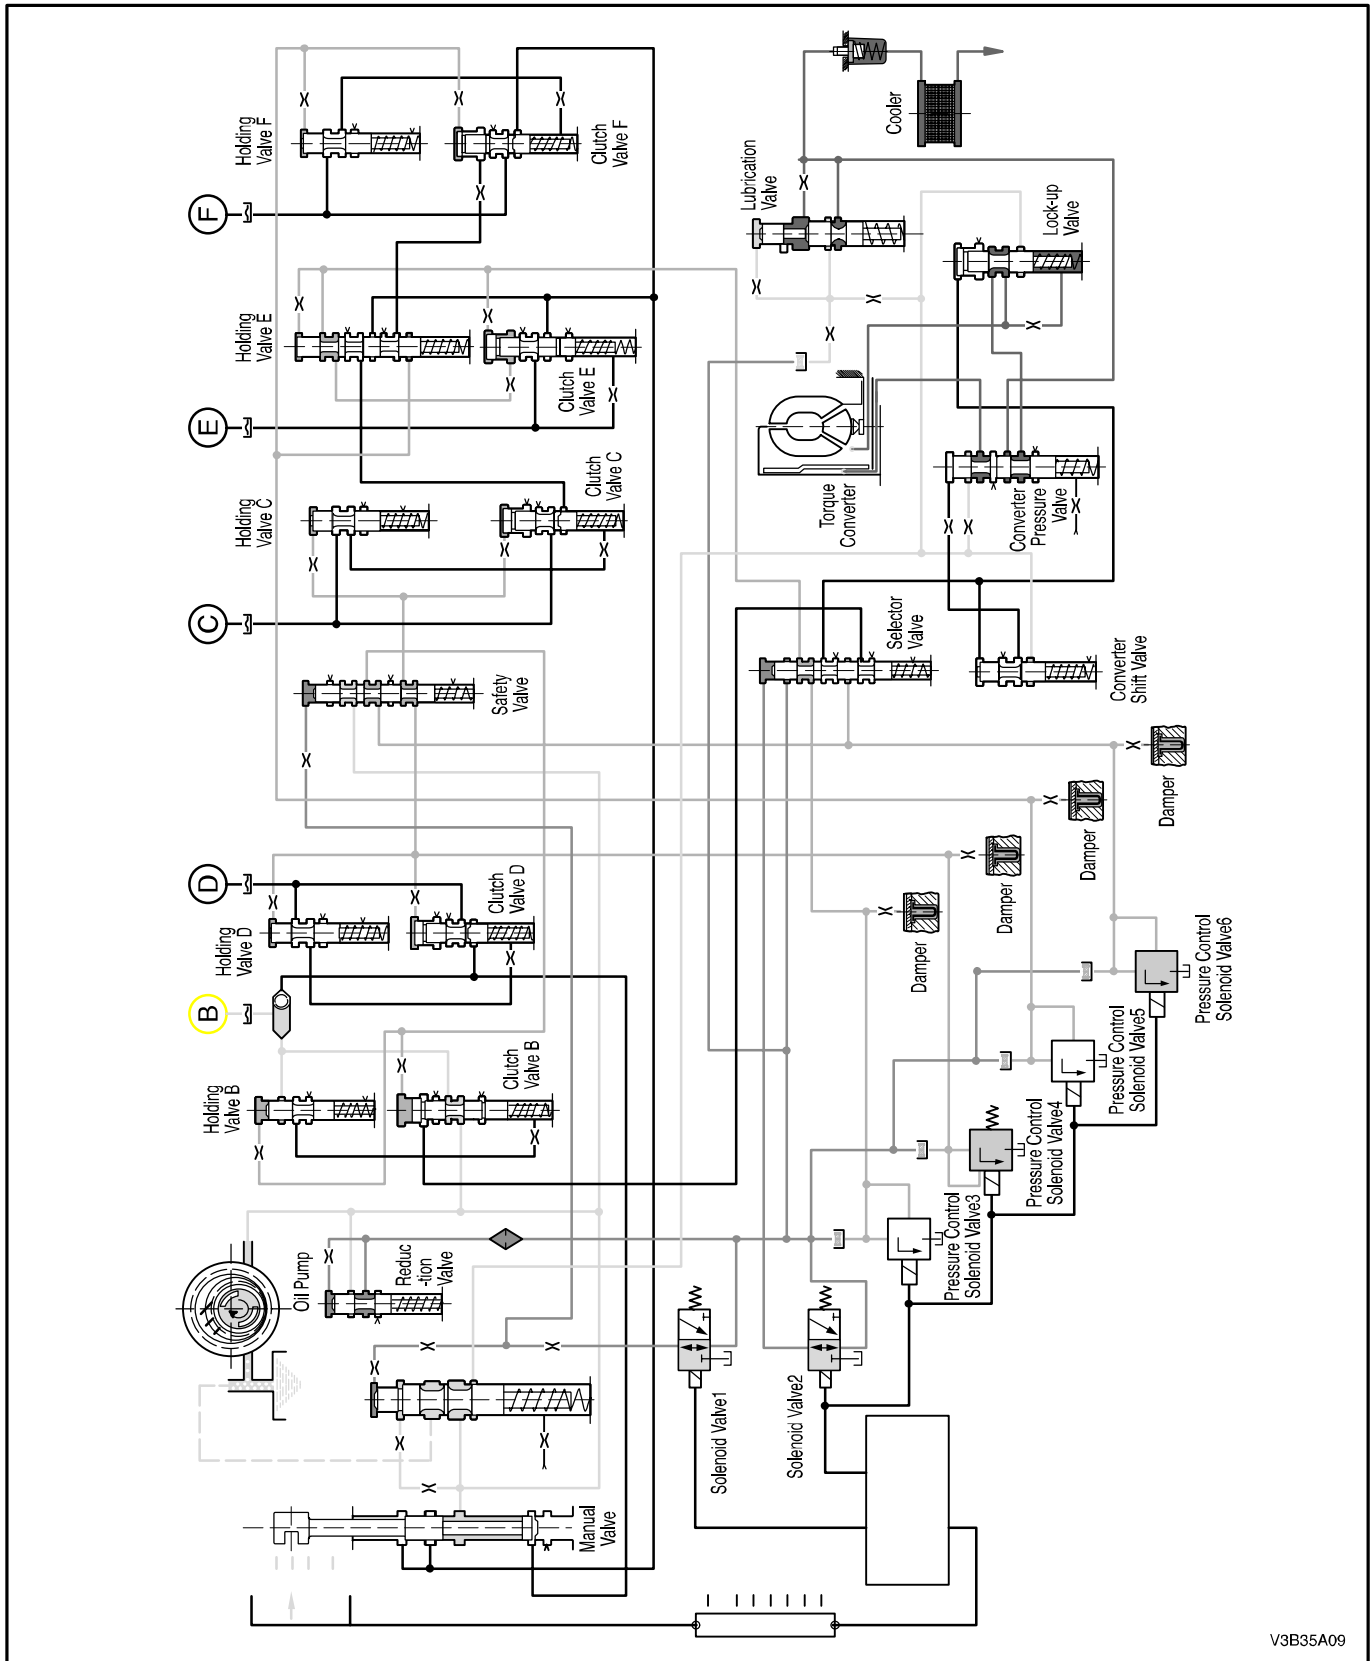 Holding
Valve F
Clutch
Valve F
F
Holding
Valve E
Clutch
Valve E
E
Holding
Valve C
Clutch
Valve C
C
Safety
Valve
D
Holding
Valve D
Clutch
Valve D
B
Holding
Valve B
Clutch
Valve B
Oil Pump
Reduc
-tion
Valve
Manual
Valve
Cooler
Lubrication
Valve
Lock-up
Valve
Torque
Converter
Converter
Pressure
Valve
Selector
Valve
Converter
Shift Valve
Damper
Damper
Damper
Damper
Pressure Control
Solenoid Valve6
Pressure Control
Solenoid Valve5
Pressure Control
Solenoid Valve4
Pressure Control
Solenoid Valve3
Solenoid Valve1
Solenoid Valve2
V3B35A09